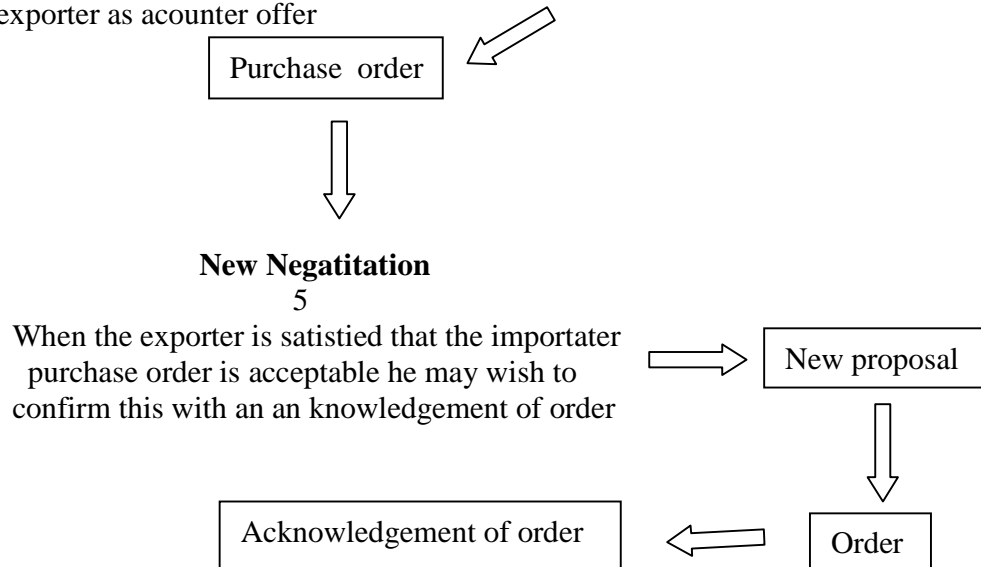 exporter as acounter offer
Purchase order
New Negatitation
5
When the exporter is satistied that the importater
purchase order is acceptable he may wish to
confirm this with an an knowledgement of order
New proposal
Acknowledgement of order
Order